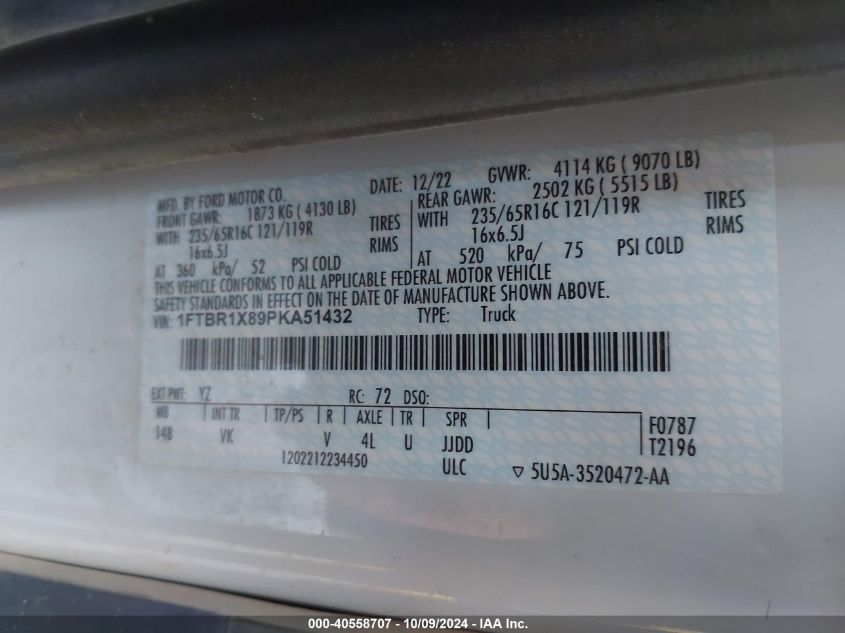 MFD. BY FORD MOTOR CO. DATE: 12/22 GVWR: 4114 KG ( 9070 LB)
FRONT GAWR: 1873 KG ( 4130 LB) REAR GAWR: 2502 KG ( 5515 LB)
WITH 235/65R16C 121/119R TIRES WITH 235/65R16C 121/119R TIRES
16x6.5J RIMS 16x6.5J RIMS
AT 360 kPa/ 52 PSI COLD AT 520 kPa/ 75 PSI COLD
THIS VEHICLE CONFORMS TO ALL APPLICABLE FEDERAL MOTOR VEHICLE
SAFETY STANDARDS IN EFFECT ON THE DATE OF MANUFACTURE SHOWN ABOVE.
VIN: 1FTBR1X89PKA51432 TYPE: Truck
EXT PNT: YZ RC: 72 DSO:
WB INT TR TP/PS R AXLE TR SPR F0787
148 VK V 4L U JJDD T2196
1202212234450 ULC ▽ 5U5A-3520472-AA
000-40558707 - 10/09/2024 - IAA Inc.